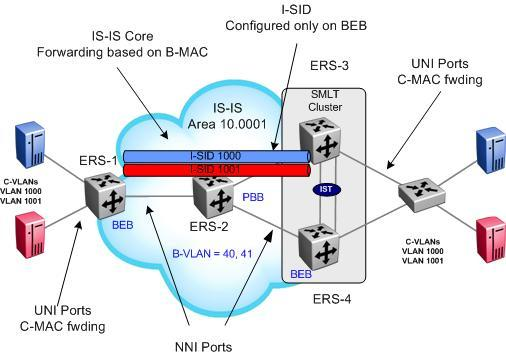 I-SID
Configured only on BEB
IS-IS Core
Forwarding based on B-MAC
ERS-3
UNI Ports
C-MAC fwding
SMLT
Cluster
IS-IS
Area 10.0001
ERS-1
I-SID 1000
I-SID 1001
C-VLANs
VLAN 1000
VLAN 1001
IST
PBB
BEB
ERS-2
B-VLAN = 40, 41
BEB
C-VLANs
VLAN 1000
VLAN 1001
ERS-4
UNI Ports
C-MAC fwding
NNI Ports